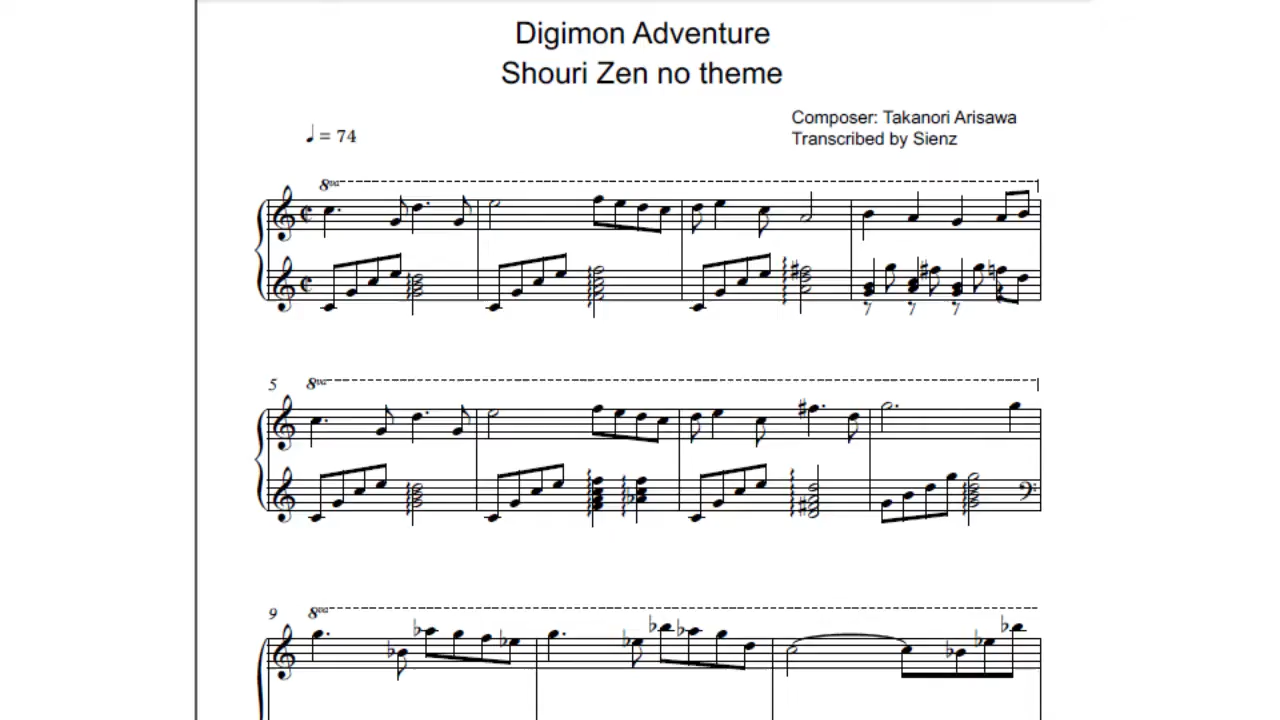 Digimon Adventure
Shouri Zen no theme
Composer: Takanori Arisawa
Transcribed by Sienz
♩ = 74
8va
5
8va
9
8va